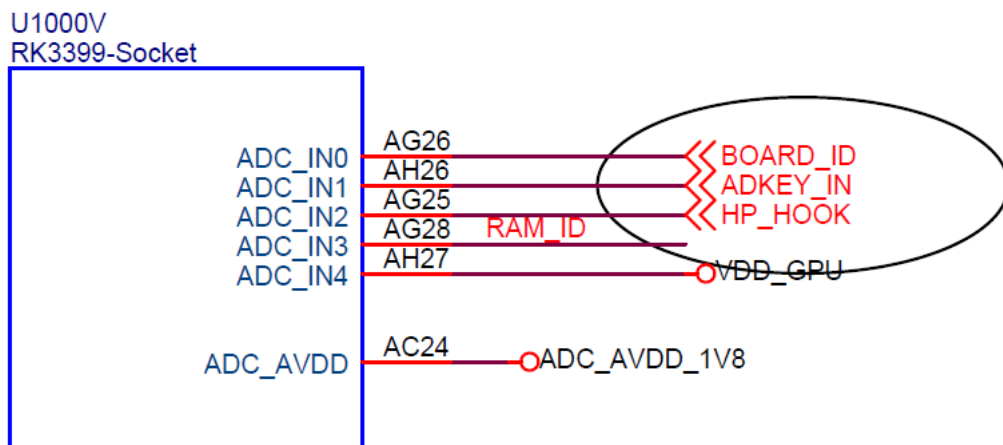 U1000V
RK3399-Socket
ADC_IN0 AG26 BOARD_ID
ADC_IN1 AH26 ADKEY_IN
ADC_IN2 AG25 HP_HOOK
ADC_IN3 AG28 RAM_ID
ADC_IN4 AH27 VDD_GPU
ADC_AVDD AC24 ADC_AVDD_1V8